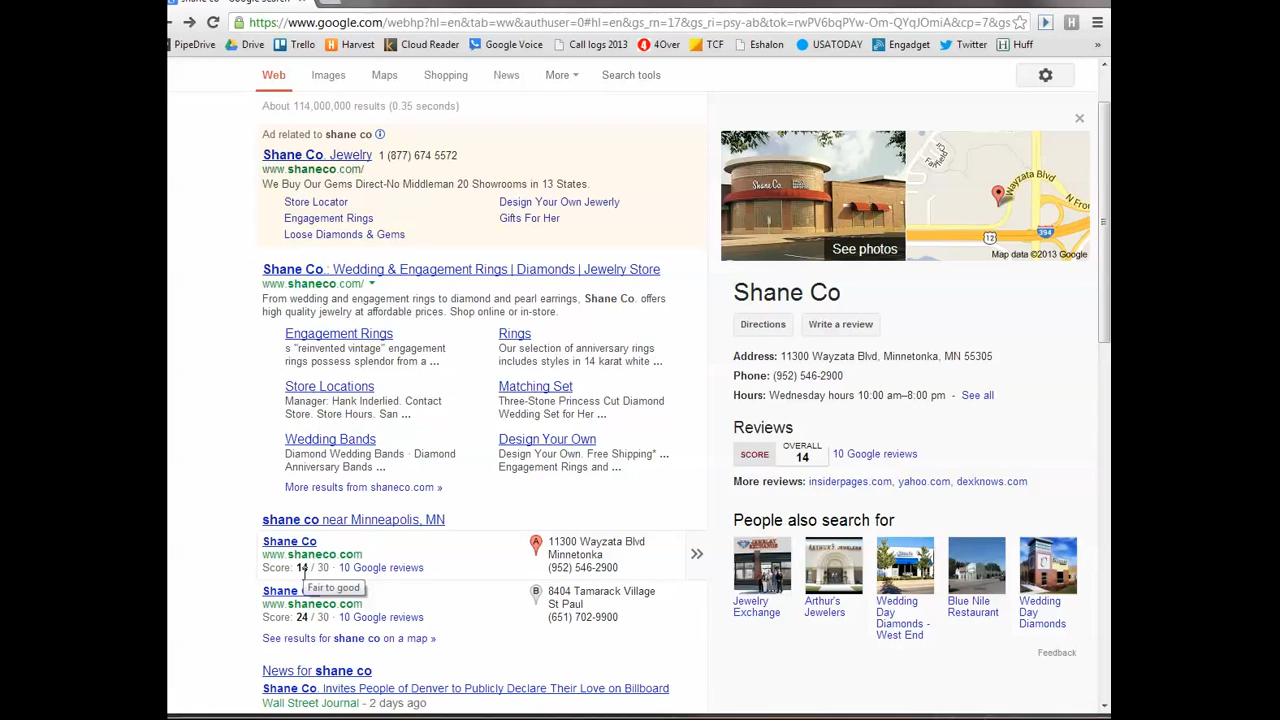 https://www.google.com/webhp?hl=en&tab=ww&authuser=0#hl=en&gs_rn=17&gs_ri=psy-ab&tok=rwPV6bqPYw-Om-QYqJOmiA&cp=7&gs
PipeDrive Drive Trello Harvest Cloud Reader Google Voice Call logs 2013 4Over TCF Eshalon USATODAY Engadget Twitter Huff »
Web Images Maps Shopping News More Search tools
About 114,000,000 results (0.35 seconds)
Ad related to shane co
Shane Co. Jewelry 1 (877) 674 5572
www.shaneco.com/
We Buy Our Gems Direct-No Middleman 20 Showrooms in 13 States.
Store Locator Design Your Own Jewerly
Engagement Rings Gifts For Her
Loose Diamonds & Gems
Shane Co.: Wedding & Engagement Rings | Diamonds | Jewelry Store
www.shaneco.com/
From wedding and engagement rings to diamond and pearl earrings, Shane Co. offers
high quality jewelry at affordable prices. Shop online or in-store.
Engagement Rings
s "reinvented vintage" engagement
rings possess splendor from a ...
Rings
Our selection of anniversary rings
includes styles in 14 karat white ...
Store Locations
Manager: Hank Inderlied. Contact
Store. Store Hours. San ...
Matching Set
Three-Stone Princess Cut Diamond
Wedding Set for Her ...
Wedding Bands
Diamond Wedding Bands · Diamond
Anniversary Bands ...
Design Your Own
Design Your Own. Free Shipping* ...
Engagement Rings and ...
More results from shaneco.com »
shane co near Minneapolis, MN
Shane Co
www.shaneco.com
Score: 14 / 30 · 10 Google reviews
A
11300 Wayzata Blvd
Minnetonka
(952) 546-2900
»
Fair to good
Shane
www.shaneco.com
Score: 24 / 30 · 10 Google reviews
B
8404 Tamarack Village
St Paul
(651) 702-9900
See results for shane co on a map »
News for shane co
Shane Co. Invites People of Denver to Publicly Declare Their Love on Billboard
Wall Street Journal - 2 days ago
Shane Co.
See photos
Fairfield
Wayzata Blvd
N Fro
12
394
Map data ©2013 Google
Shane Co
Directions Write a review
Address: 11300 Wayzata Blvd, Minnetonka, MN 55305
Phone: (952) 546-2900
Hours: Wednesday hours 10:00 am–8:00 pm - See all
Reviews
SCORE OVERALL 14 10 Google reviews
More reviews: insiderpages.com, yahoo.com, dexknows.com
People also search for
Jewelry
Exchange
Arthur's
Jewelers
Wedding
Day
Diamonds -
West End
Blue Nile
Restaurant
Wedding
Day
Diamonds
Feedback